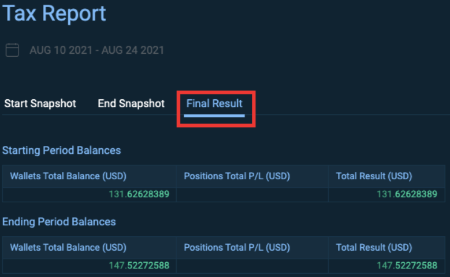 Tax Report
AUG 10 2021 - AUG 24 2021
Start Snapshot End Snapshot Final Result
Starting Period Balances
Wallets Total Balance (USD) Positions Total P/L (USD) Total Result (USD)
131.62628389 131.62628389
Ending Period Balances
Wallets Total Balance (USD) Positions Total P/L (USD) Total Result (USD)
147.52272588 147.52272588